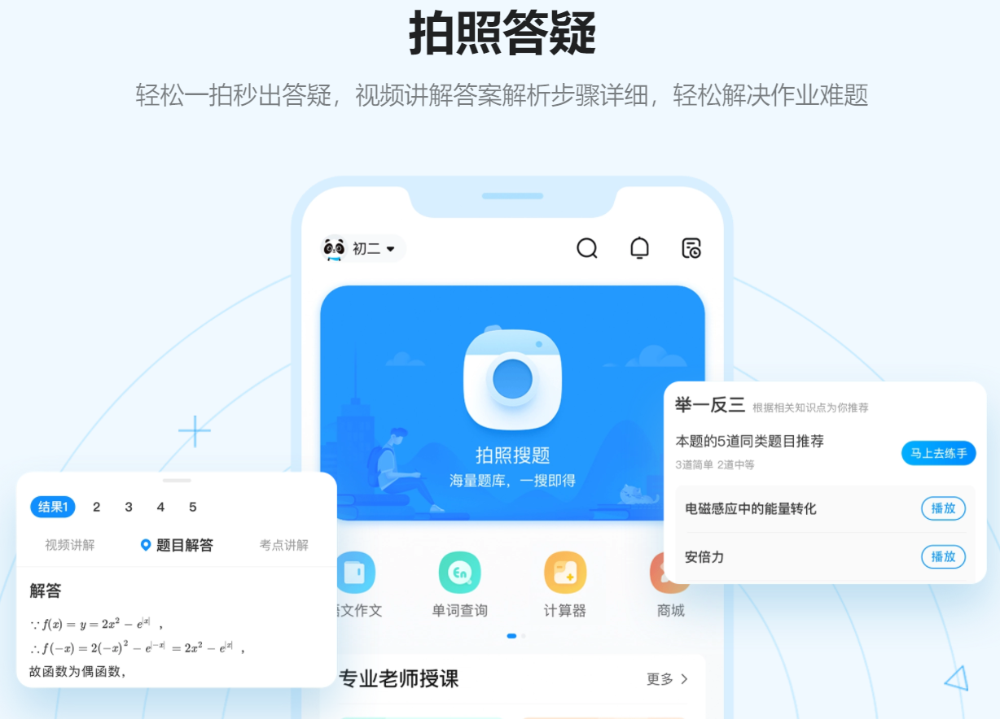 拍照答疑
轻松一拍秒出答疑，视频讲解答案解析步骤详细，轻松解决作业难题
初二
拍照搜题
海量题库，一搜即得
举一反三 根据相关知识点为你推荐
本题的5道同类题目推荐
3道简单 2道中等
马上去练手
电磁感应中的能量转化 播放
安倍力 播放
结果1 2 3 4 5
视频讲解 题目解答 考点讲解
解答
∵f(x) = y = 2x² − e^|x| ，
∴f(−x) = 2(−x)² − e^|−x| = 2x² − e^|x| ，
故函数为偶函数，
En
文作文 单词查询 计算器 商城
专业老师授课 更多